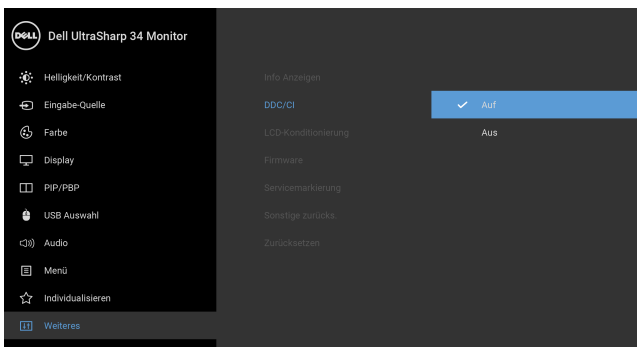 DELL Dell UltraSharp 34 Monitor
Helligkeit/Kontrast
Eingabe-Quelle
Farbe
Display
PIP/PBP
USB Auswahl
Audio
Menü
Individualisieren
Weiteres
Info Anzeigen
DDC/CI
LCD-Konditionierung
Firmware
Servicemarkierung
Sonstige zurücks.
Zurücksetzen
Auf
Aus